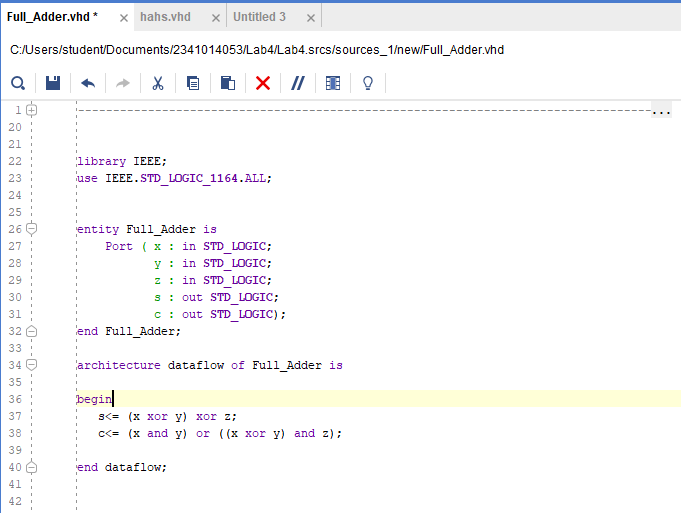 Full_Adder.vhd * × hahs.vhd × Untitled 3 ×
C:/Users/student/Documents/2341014053/Lab4/Lab4.srcs/sources_1/new/Full_Adder.vhd
1 ----------------------------------------------------------------------------------...
20
21
22 library IEEE;
23 use IEEE.STD_LOGIC_1164.ALL;
24
25
26 entity Full_Adder is
27 Port ( x : in STD_LOGIC;
28 y : in STD_LOGIC;
29 z : in STD_LOGIC;
30 s : out STD_LOGIC;
31 c : out STD_LOGIC);
32 end Full_Adder;
33
34 architecture dataflow of Full_Adder is
35
36 begin
37 s<= (x xor y) xor z;
38 c<= (x and y) or ((x xor y) and z);
39
40 end dataflow;
41
42